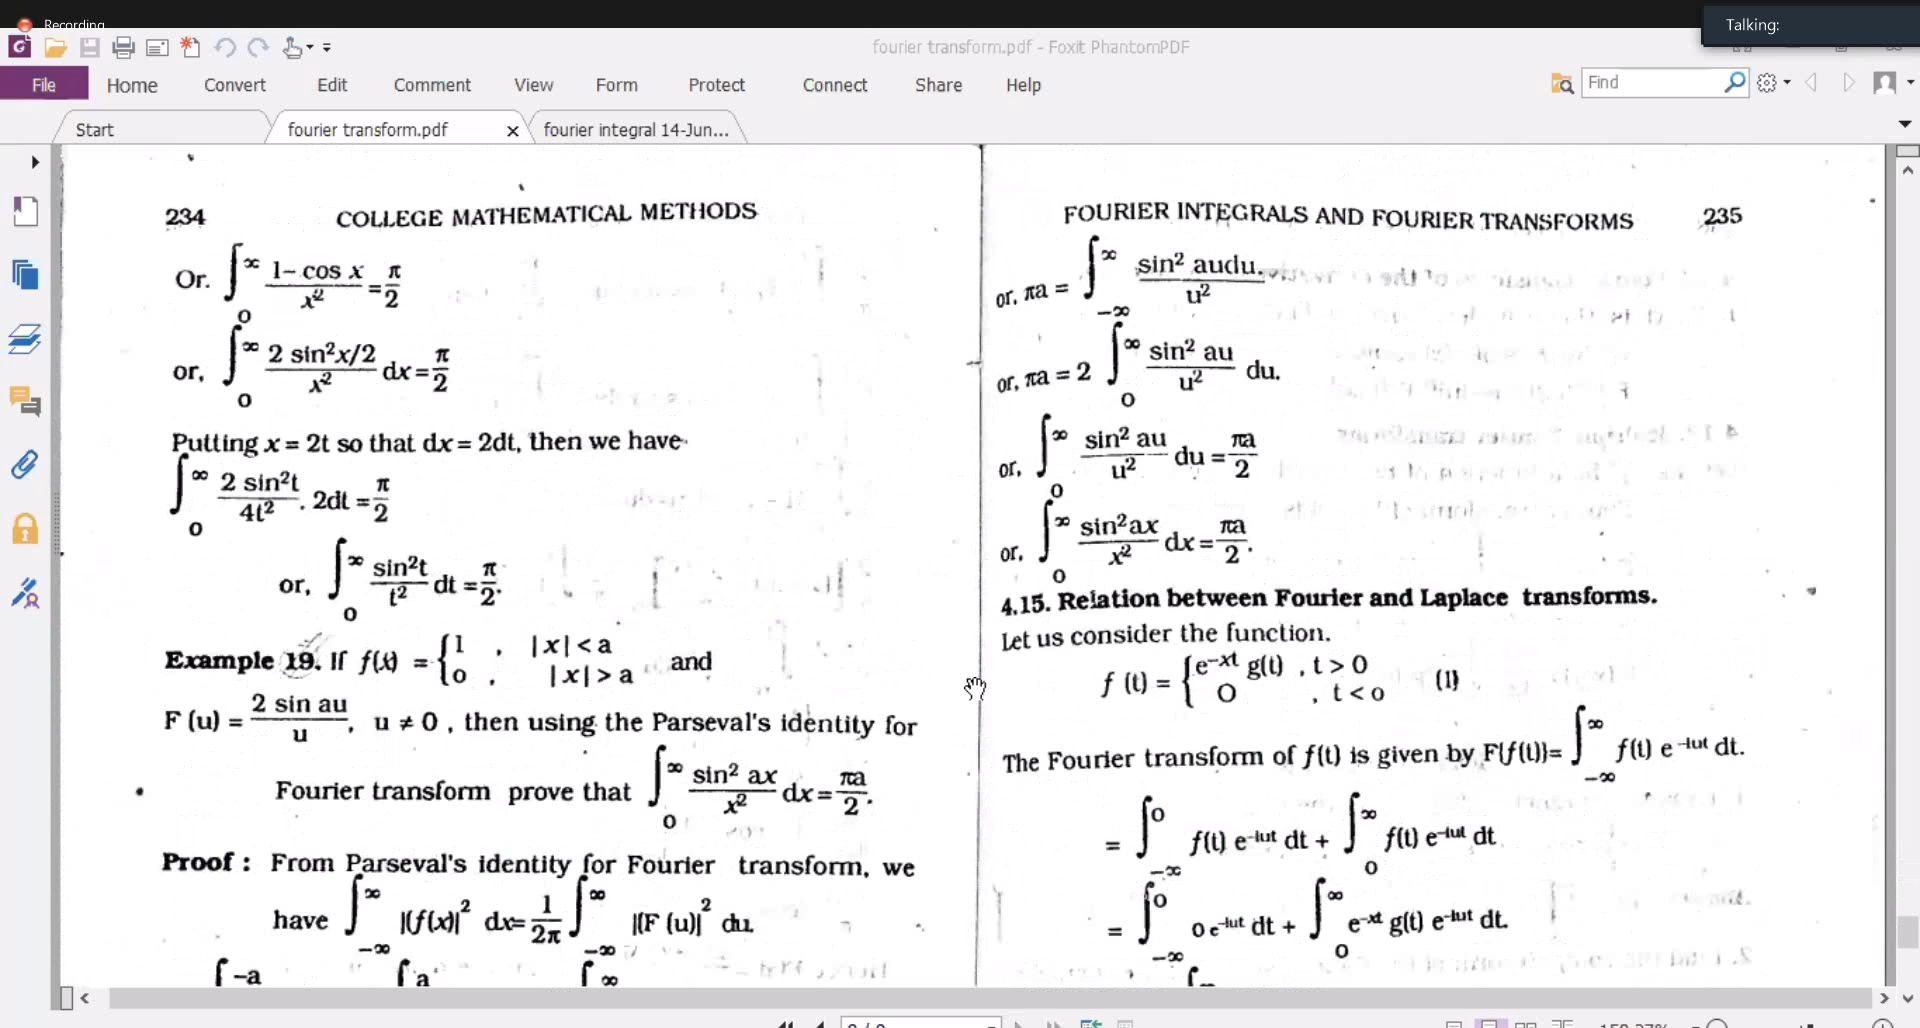 Recording
Talking:
fourier transform.pdf - Foxit PhantomPDF
File Home Convert Edit Comment View Form Protect Connect Share Help
Find
Start
fourier transform.pdf
fourier integral 14-Jun...
234 COLLEGE MATHEMATICAL METHODS
Or. ∫₀^∞ (1– cos x)/x² = π/2
or, ∫₀^∞ (2 sin²x/2)/x² dx = π/2
Putting x = 2t so that dx = 2dt, then we have
∫₀^∞ (2 sin²t)/4t² . 2dt = π/2
or, ∫₀^∞ sin²t/t² dt = π/2.
Example 19. If f(x) = {1 , |x| < a
{0 , |x| > a and
F (u) = (2 sin au)/u, u ≠ 0 , then using the Parseval's identity for
Fourier transform prove that ∫₀^∞ (sin² ax)/x² dx = πa/2.
Proof : From Parseval's identity for Fourier transform, we
have ∫_{–∞}^∞ |(f(x)|² dx = 1/2π ∫_{–∞}^∞ |(F (u)|² du.
∫ –a ∫ a ∫ ∞
FOURIER INTEGRALS AND FOURIER TRANSFORMS 235
or, πa = ∫_{–∞}^∞ (sin² audu.)/u²
or, πa = 2 ∫₀^∞ (sin² au)/u² du.
or, ∫₀^∞ (sin² au)/u² du = πa/2
or, ∫₀^∞ (sin²ax)/x² dx = πa/2.
4.15. Relation between Fourier and Laplace transforms.
Let us consider the function.
f (t) = {e^{–xt} g(t) , t > 0
{O , t < o (1)
The Fourier transform of f(t) is given by F{f(t)}= ∫_{–∞}^∞ f(t) e^{–iut} dt.
= ∫_{–∞}^0 f(t) e^{–iut} dt + ∫₀^∞ f(t) e^{–iut} dt
= ∫_{–∞}^0 o e^{–iut} dt + ∫₀^∞ e^{–xt} g(t) e^{–iut} dt.